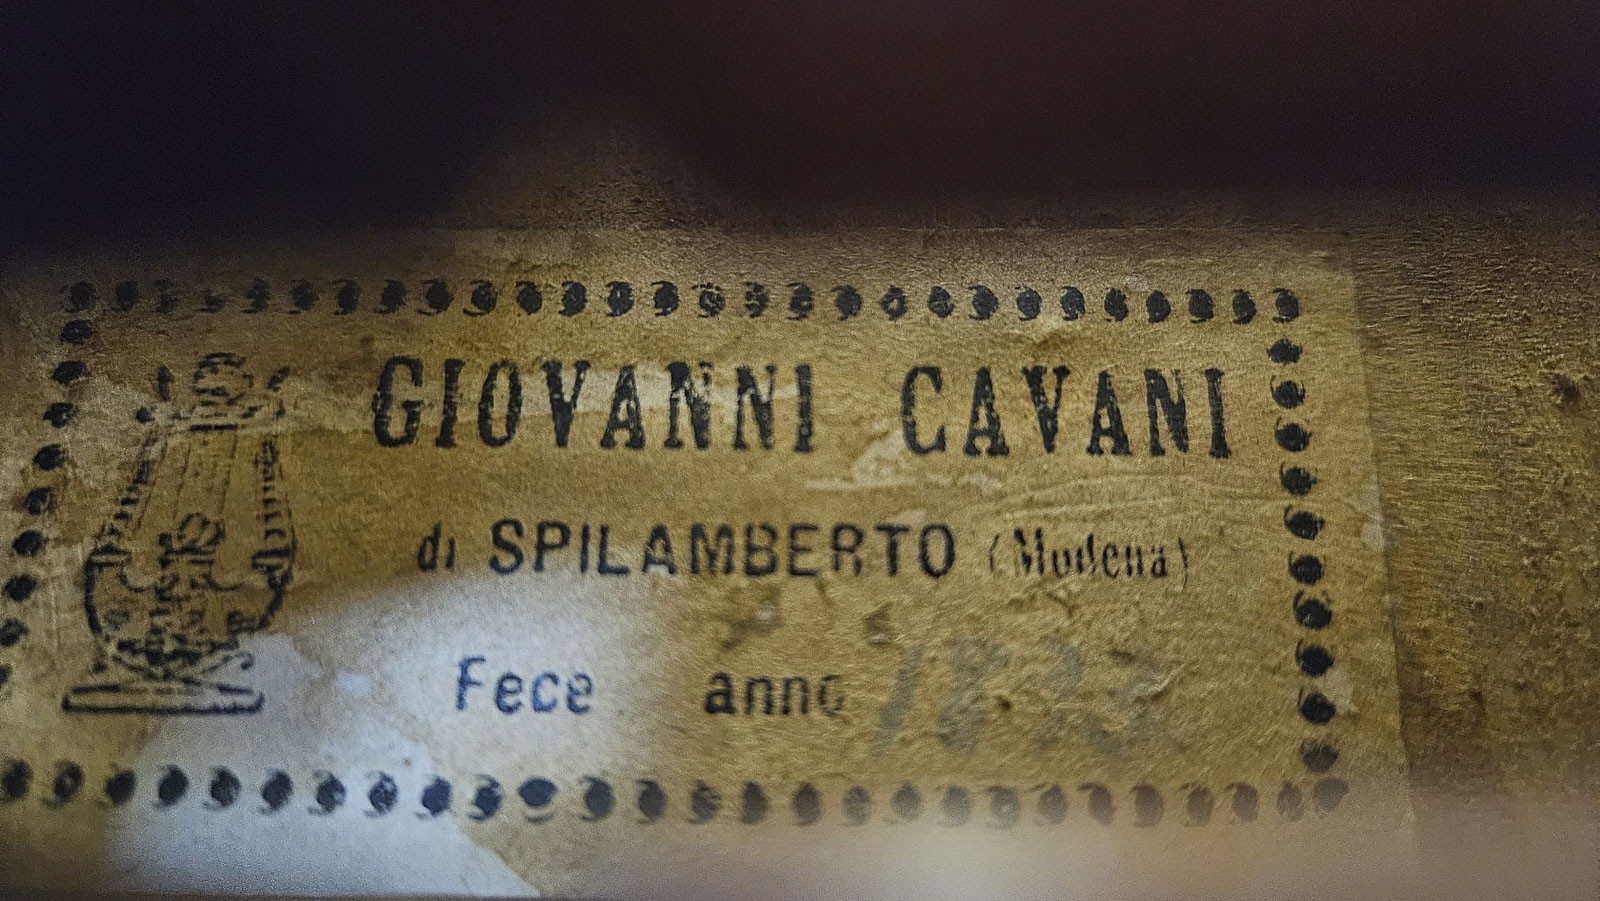 GIOVANNI CAVANI
di SPILAMBERTO (Modena)
Fece anno